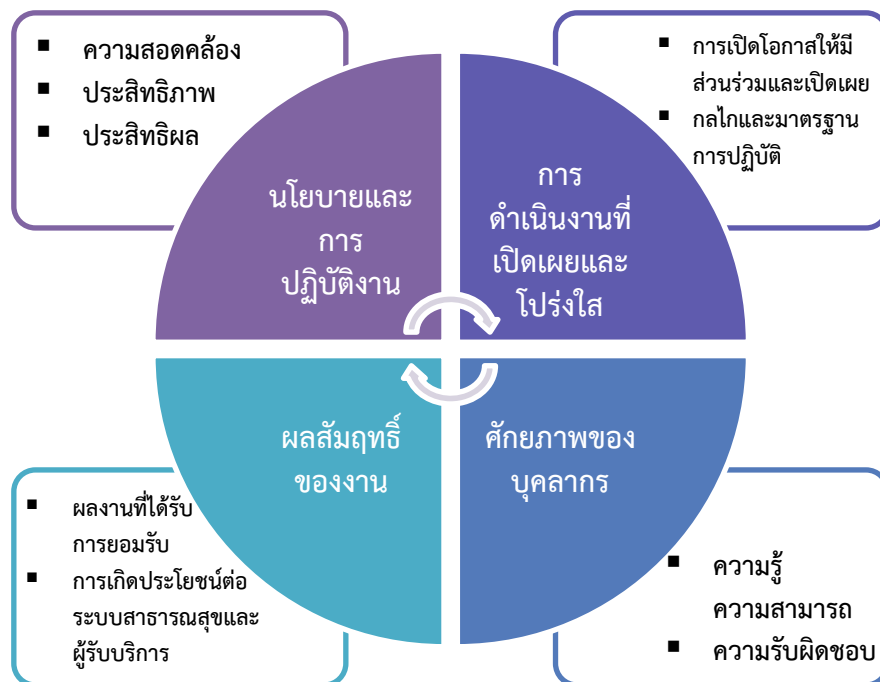 ▪ ความสอดคล้อง
▪ ประสิทธิภาพ
▪ ประสิทธิผล
นโยบายและ
การ
ปฏิบัติงาน
▪ การเปิดโอกาสให้มี
ส่วนร่วมและเปิดเผย
▪ กลไกและมาตรฐาน
การปฏิบัติ
การ
ดำเนินงานที่
เปิดเผยและ
โปร่งใส
ผลสัมฤทธิ์
ของงาน
▪ ผลงานที่ได้รับ
การยอมรับ
▪ การเกิดประโยชน์ต่อ
ระบบสาธารณสุขและ
ผู้รับบริการ
ศักยภาพของ
บุคลากร
▪ ความรู้
ความสามารถ
▪ ความรับผิดชอบ